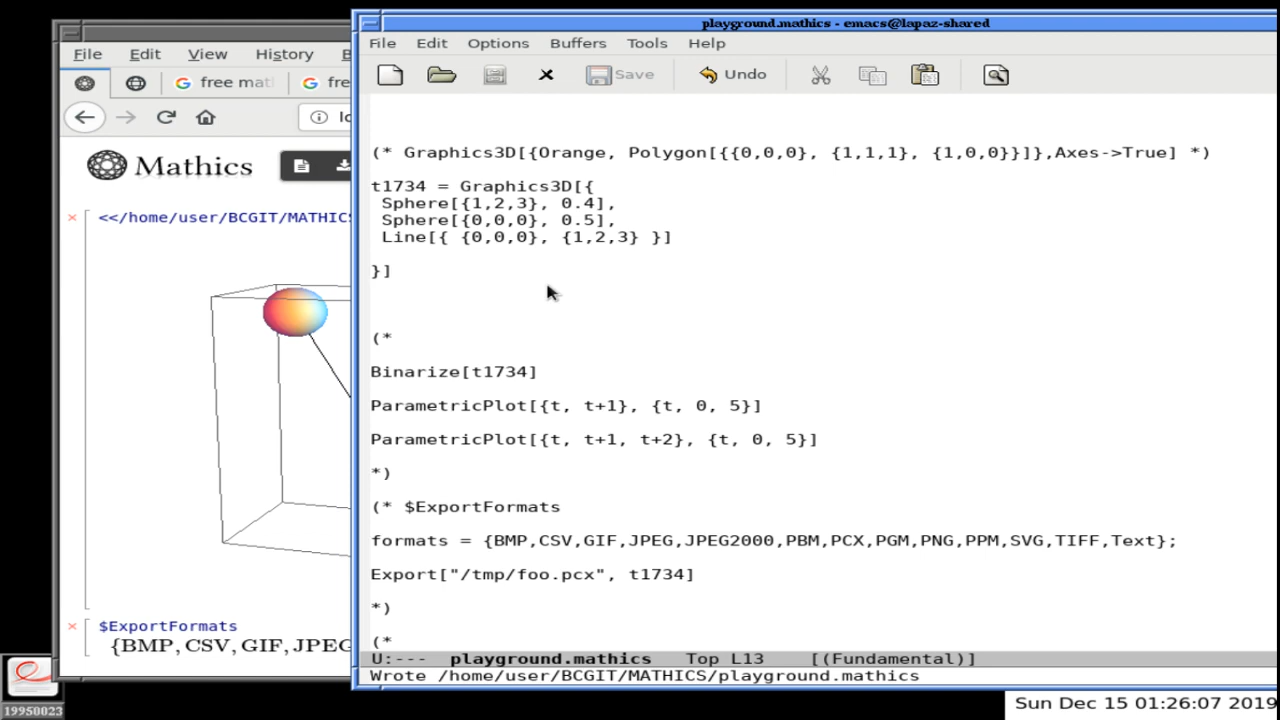 playground.mathics - emacs@lapaz-shared
File Edit Options Buffers Tools Help
Save Undo
(* Graphics3D[{Orange, Polygon[{{0,0,0}, {1,1,1}, {1,0,0}}]},Axes->True] *)
t1734 = Graphics3D[{
Sphere[{1,2,3}, 0.4],
Sphere[{0,0,0}, 0.5],
Line[{ {0,0,0}, {1,2,3} }]
}]
(*
Binarize[t1734]
ParametricPlot[{t, t+1}, {t, 0, 5}]
ParametricPlot[{t, t+1, t+2}, {t, 0, 5}]
*)
(* $ExportFormats
formats = {BMP,CSV,GIF,JPEG,JPEG2000,PBM,PCX,PGM,PNG,PPM,SVG,TIFF,Text};
Export["/tmp/foo.pcx", t1734]
*)
(*
U:--- playground.mathics Top L13 [(Fundamental)]
Wrote /home/user/BCGIT/MATHICS/playground.mathics
File Edit View History B
free mat
fre
lo
Mathics
<</home/user/BCGIT/MATHICS
$ExportFormats
{BMP, CSV, GIF, JPEG
19950023
Sun Dec 15 01:26:07 2019